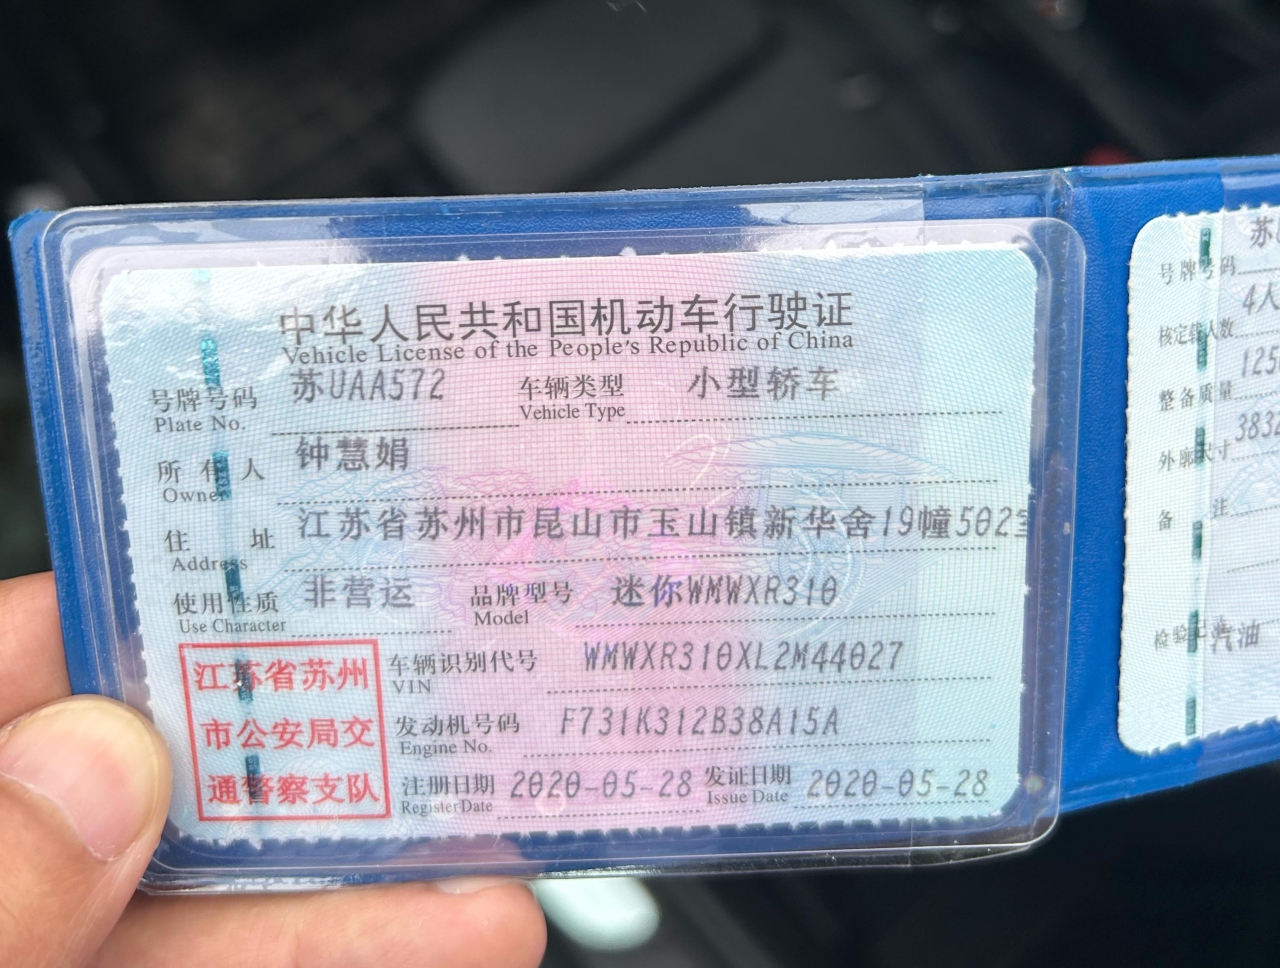 中华人民共和国机动车行驶证
Vehicle License of the People's Republic of China
号牌号码 苏UAA572 车辆类型 小型轿车
Plate No. Vehicle Type
所有人 钟慧娟
Owner
住址 江苏省苏州市昆山市玉山镇新华舍19幢502室
Address
使用性质 非营运 品牌型号 迷你WMWXR310
Use Character Model
江苏省苏州
市公安局交
通警察支队
车辆识别代号 WMWXR310XL2M44027
VIN
发动机号码 F731K312B38A15A
Engine No.
注册日期 2020-05-28 发证日期 2020-05-28
Register Date Issue Date
号牌号码 苏
核定载人数 4人
整备质量 125
外廓尺寸 383
备注
检验记录 汽油